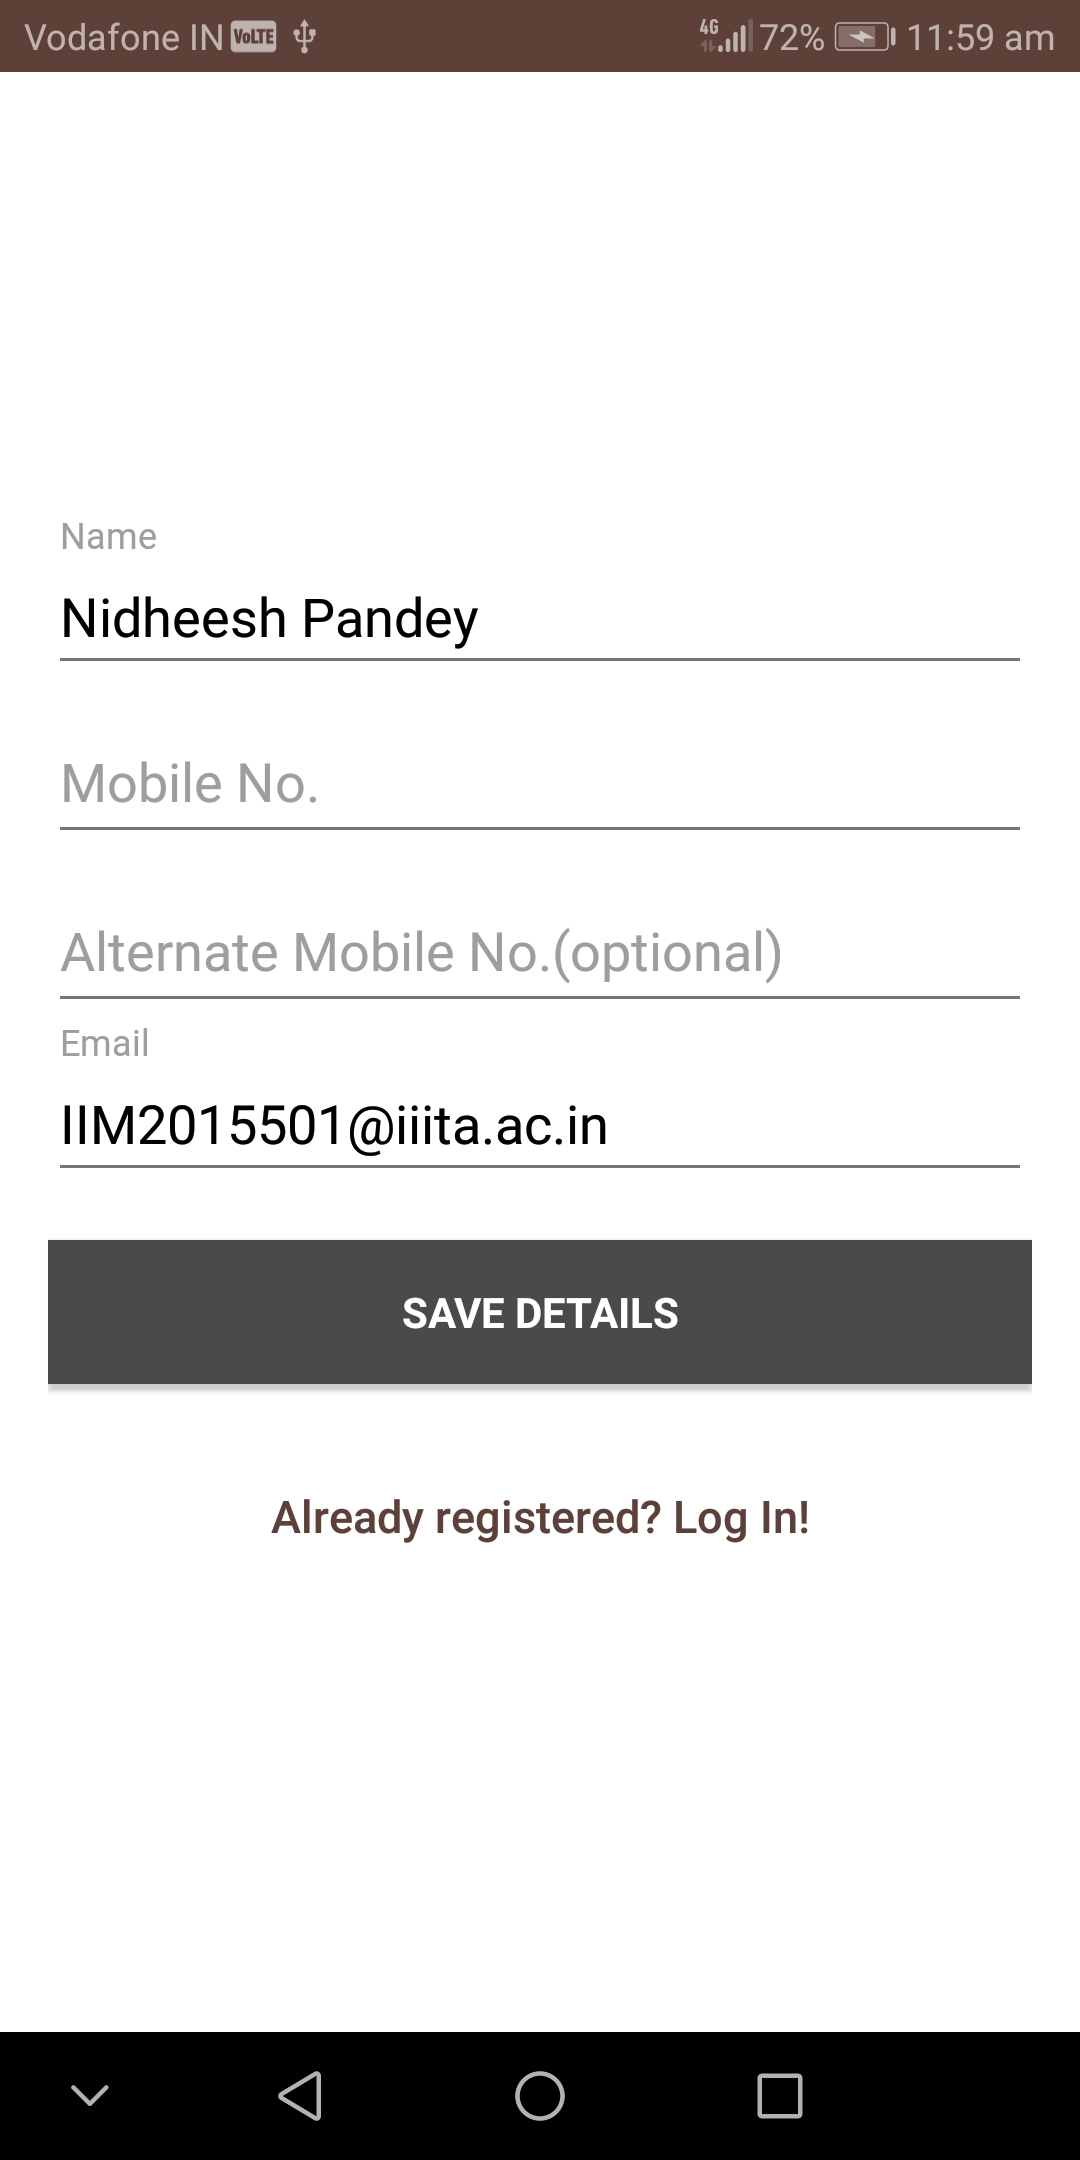 Vodafone IN VoLTE 4G 72% 11:59 am
Name
Nidheesh Pandey
Mobile No.
Alternate Mobile No.(optional)
Email
IIM2015501@iiita.ac.in
SAVE DETAILS
Already registered? Log In!